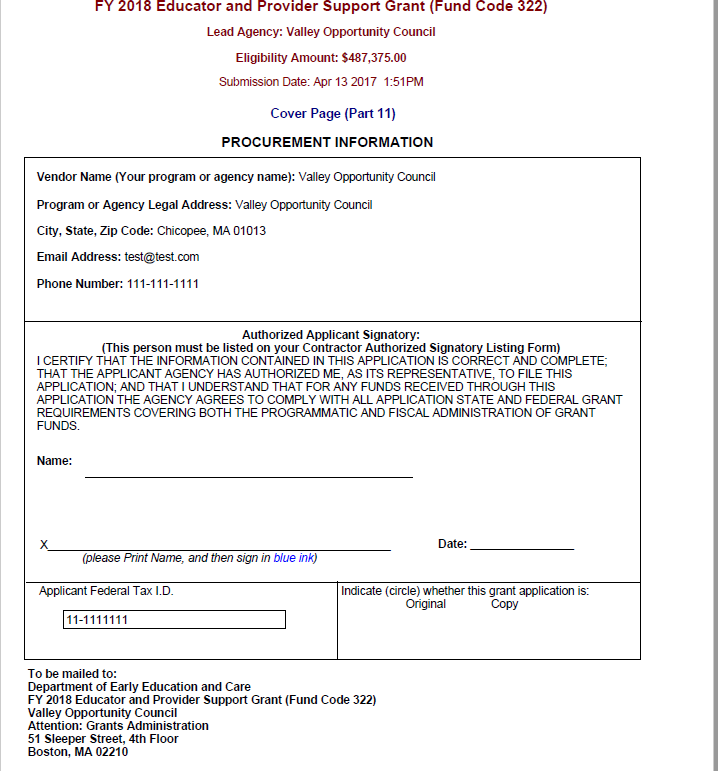 FY 2018 Educator and Provider Support Grant (Fund Code 322)
Lead Agency: Valley Opportunity Council
Eligibility Amount: $487,375.00
Submission Date: Apr 13 2017 1:51PM
Cover Page (Part 11)
PROCUREMENT INFORMATION
Vendor Name (Your program or agency name): Valley Opportunity Council
Program or Agency Legal Address: Valley Opportunity Council
City, State, Zip Code: Chicopee, MA 01013
Email Address: test@test.com
Phone Number: 111-111-1111
Authorized Applicant Signatory:
(This person must be listed on your Contractor Authorized Signatory Listing Form)
I CERTIFY THAT THE INFORMATION CONTAINED IN THIS APPLICATION IS CORRECT AND COMPLETE;
THAT THE APPLICANT AGENCY HAS AUTHORIZED ME, AS ITS REPRESENTATIVE, TO FILE THIS
APPLICATION; AND THAT I UNDERSTAND THAT FOR ANY FUNDS RECEIVED THROUGH THIS
APPLICATION THE AGENCY AGREES TO COMPLY WITH ALL APPLICATION STATE AND FEDERAL GRANT
REQUIREMENTS COVERING BOTH THE PROGRAMMATIC AND FISCAL ADMINISTRATION OF GRANT
FUNDS.
Name:
X Date:
(please Print Name, and then sign in blue ink)
Applicant Federal Tax I.D.
11-1111111
Indicate (circle) whether this grant application is:
Original Copy
To be mailed to:
Department of Early Education and Care
FY 2018 Educator and Provider Support Grant (Fund Code 322)
Valley Opportunity Council
Attention: Grants Administration
51 Sleeper Street, 4th Floor
Boston, MA 02210